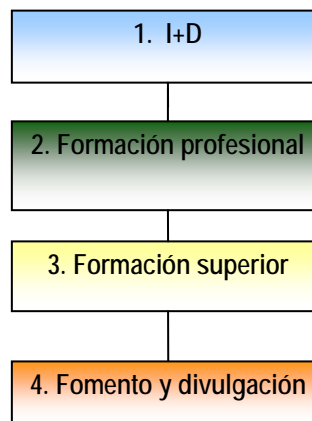 1. I+D
2. Formación profesional
3. Formación superior
4. Fomento y divulgación